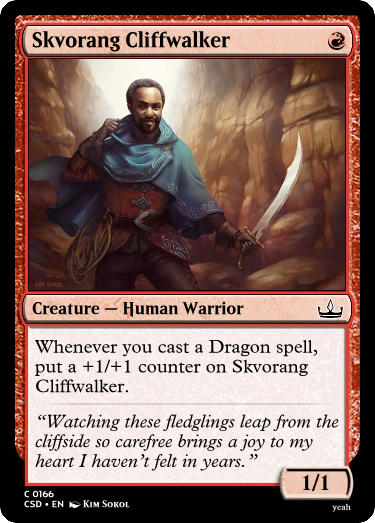 Skvorang Cliffwalker
KIM SOKOL
Creature — Human Warrior
Whenever you cast a Dragon spell,
put a +1/+1 counter on Skvorang
Cliffwalker.
“Watching these fledglings leap from the
cliffside so carefree brings a joy to my
heart I haven’t felt in years.”
1/1
C 0166
CSD • EN Kim Sokol
yeah